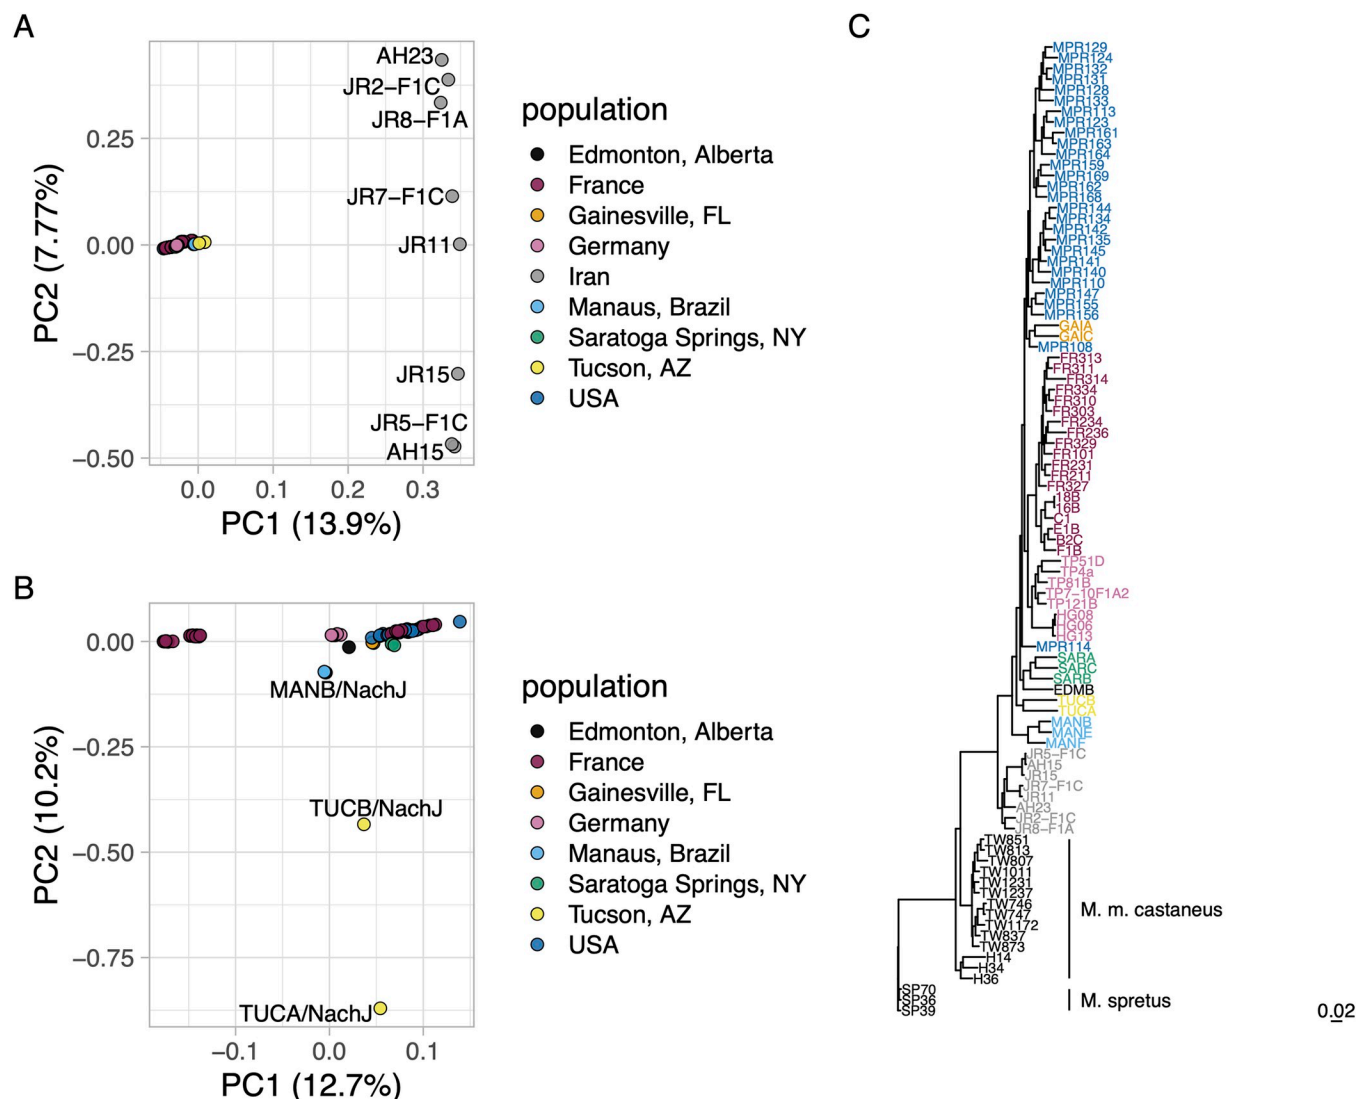 A
AH23
JR2−F1C
JR8−F1A
JR7−F1C
JR11
JR15
JR5−F1C
AH15
0.25
0.00
−0.25
−0.50
PC2 (7.77%)
0.0 0.1 0.2 0.3
PC1 (13.9%)
population
Edmonton, Alberta
France
Gainesville, FL
Germany
Iran
Manaus, Brazil
Saratoga Springs, NY
Tucson, AZ
USA
B
MANB/NachJ
TUCB/NachJ
TUCA/NachJ
0.00
−0.25
−0.50
−0.75
PC2 (10.2%)
−0.1 0.0 0.1
PC1 (12.7%)
population
Edmonton, Alberta
France
Gainesville, FL
Germany
Manaus, Brazil
Saratoga Springs, NY
Tucson, AZ
USA
C
MPR129
MPR124
MPR132
MPR131
MPR128
MPR133
MPR113
MPR123
MPR161
MPR163
MPR164
MPR159
MPR169
MPR162
MPR168
MPR144
MPR134
MPR142
MPR135
MPR145
MPR141
MPR140
MPR110
MPR147
MPR155
MPR156
GAIA
GAIC
MPR108
FR313
FR311
FR314
FR334
FR310
FR303
FR234
FR236
FR329
FR101
FR231
FR211
FR327
18B
16B
C1
E1B
B2C
F1B
TP51D
TP4a
TP81B
TP7−10F1A2
TP121B
HG08
HG06
HG13
MPR114
SARA
SARC
SARB
EDMB
TUCB
TUCA
MANB
MANE
MANF
JR5−F1C
AH15
JR15
JR7−F1C
JR11
AH23
JR2−F1C
JR8−F1A
TW851
TW813
TW807
TW1011
TW1231
TW1237
TW746
TW747
TW1172
TW837
TW873
H14
H34
H36
SP70
SP36
SP39
M. m. castaneus
M. spretus
0.02